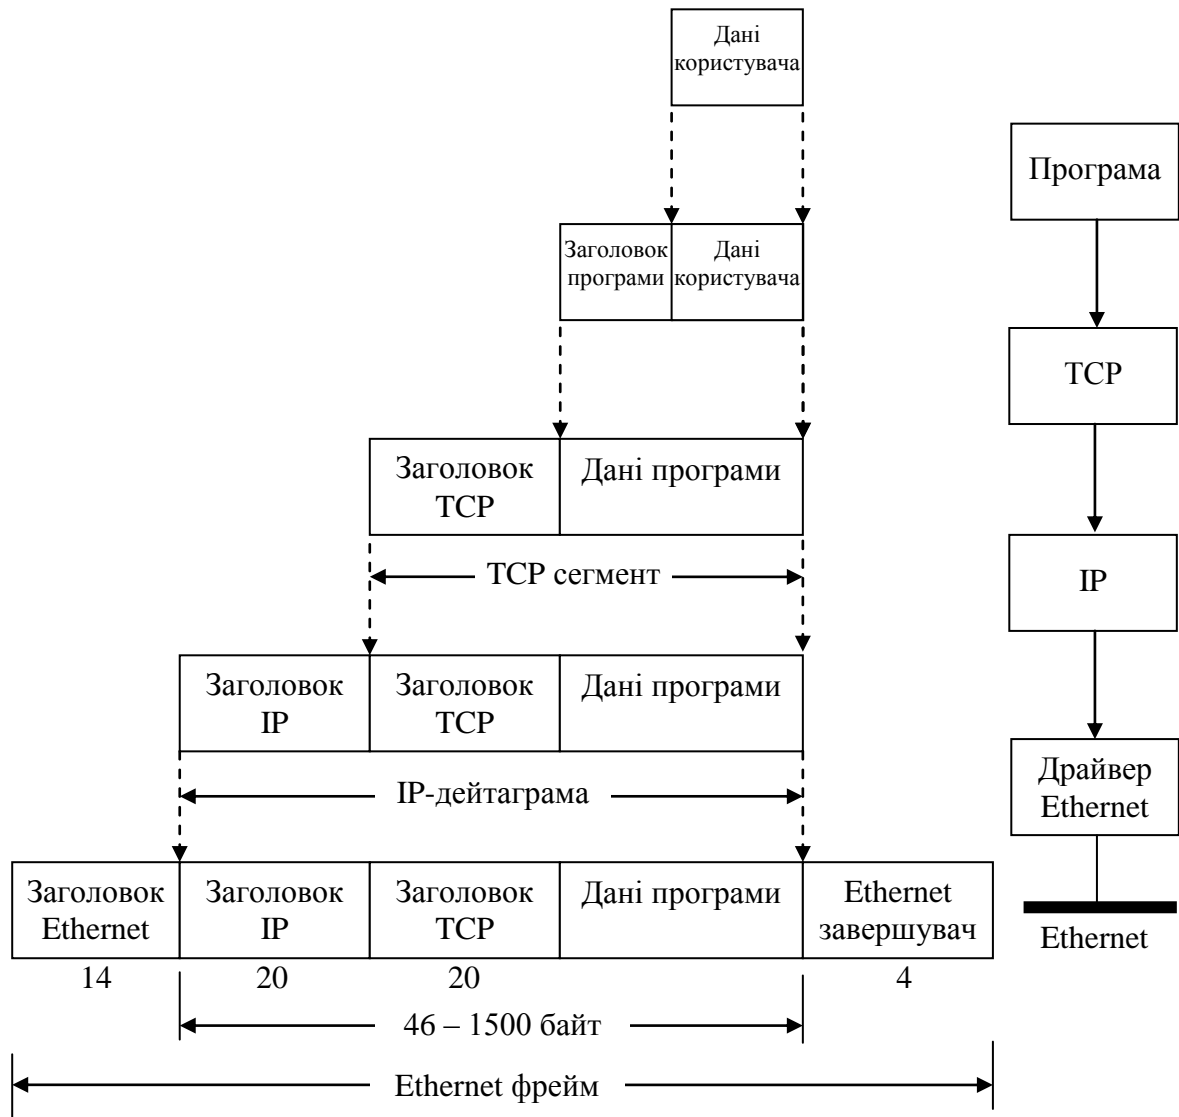 Дані
користувача
Програма
Заголовок
програми
Дані
користувача
TCP
Заголовок
TCP
Дані програми
TCP сегмент
IP
Заголовок
IP
Заголовок
TCP
Дані програми
IP-дейтаграма
Драйвер
Ethernet
Заголовок
Ethernet
Заголовок
IP
Заголовок
TCP
Дані програми
Ethernet
завершувач
Ethernet
14
20
20
4
46 – 1500 байт
Ethernet фрейм